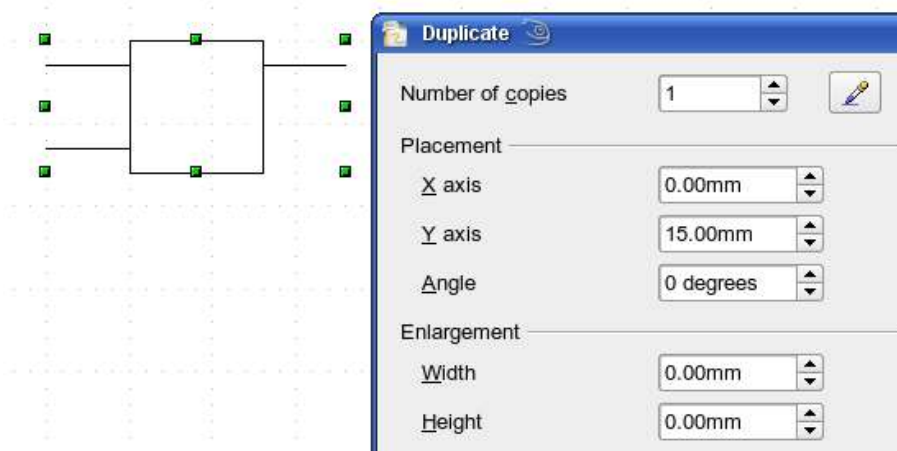 Duplicate
Number of copies 1
Placement
X axis 0.00mm
Y axis 15.00mm
Angle 0 degrees
Enlargement
Width 0.00mm
Height 0.00mm